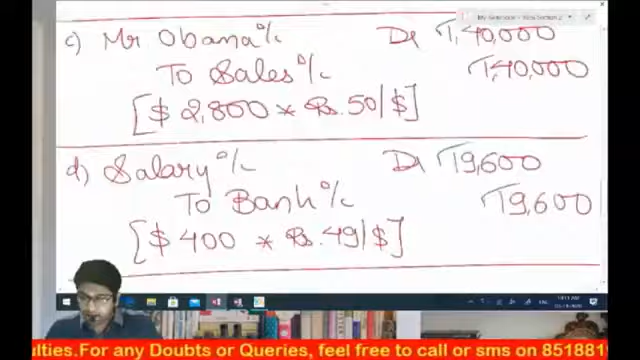 c) Mr Obama a/c Dr 1,40,000
To Sales a/c 1,40,000
[$ 2,800 * Rs. 50/$]
d) Salary a/c Dr 19,600
To Bank a/c 19,600
[$ 400 * Rs. 49/$]
ulties.For any Doubts or Queries, feel free to call or sms on 851881